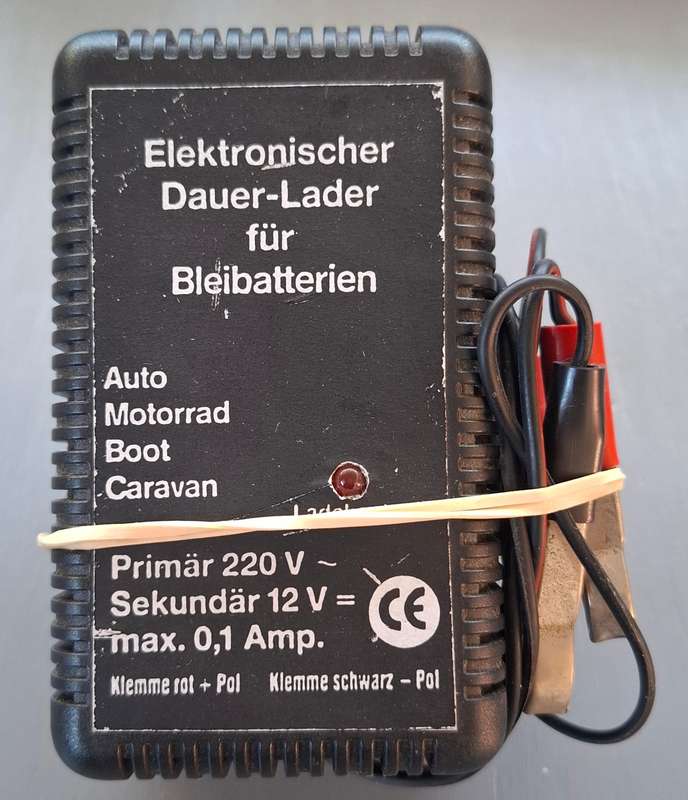 Elektronischer
Dauer-Lader
für
Bleibatterien
Auto
Motorrad
Boot
Caravan
Primär 220 V ~
Sekundär 12 V =
max. 0,1 Amp.
CE
Klemme rot + Pol Klemme schwarz – Pol